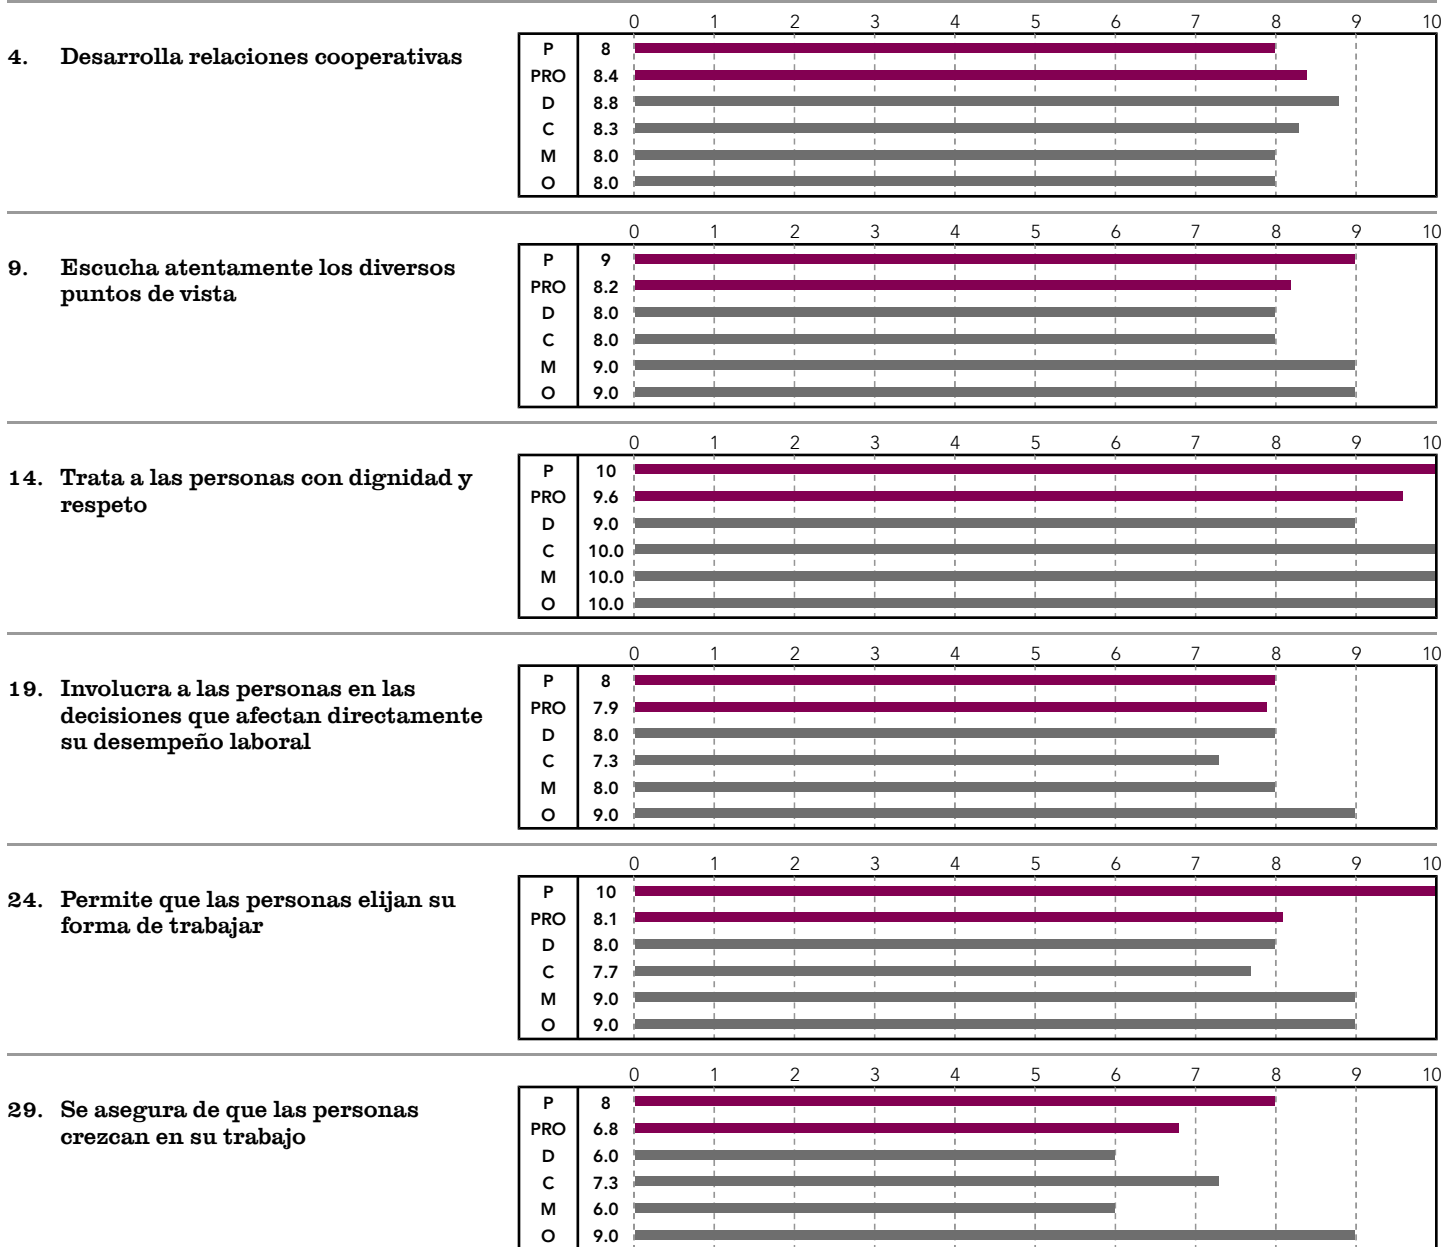 0 1 2 3 4 5 6 7 8 9 10
4. Desarrolla relaciones cooperativas
P 8
PRO 8.4
D 8.8
C 8.3
M 8.0
O 8.0
0 1 2 3 4 5 6 7 8 9 10
9. Escucha atentamente los diversos
puntos de vista
P 9
PRO 8.2
D 8.0
C 8.0
M 9.0
O 9.0
0 1 2 3 4 5 6 7 8 9 10
14. Trata a las personas con dignidad y
respeto
P 10
PRO 9.6
D 9.0
C 10.0
M 10.0
O 10.0
0 1 2 3 4 5 6 7 8 9 10
19. Involucra a las personas en las
decisiones que afectan directamente
su desempeño laboral
P 8
PRO 7.9
D 8.0
C 7.3
M 8.0
O 9.0
0 1 2 3 4 5 6 7 8 9 10
24. Permite que las personas elijan su
forma de trabajar
P 10
PRO 8.1
D 8.0
C 7.7
M 9.0
O 9.0
0 1 2 3 4 5 6 7 8 9 10
29. Se asegura de que las personas
crezcan en su trabajo
P 8
PRO 6.8
D 6.0
C 7.3
M 6.0
O 9.0